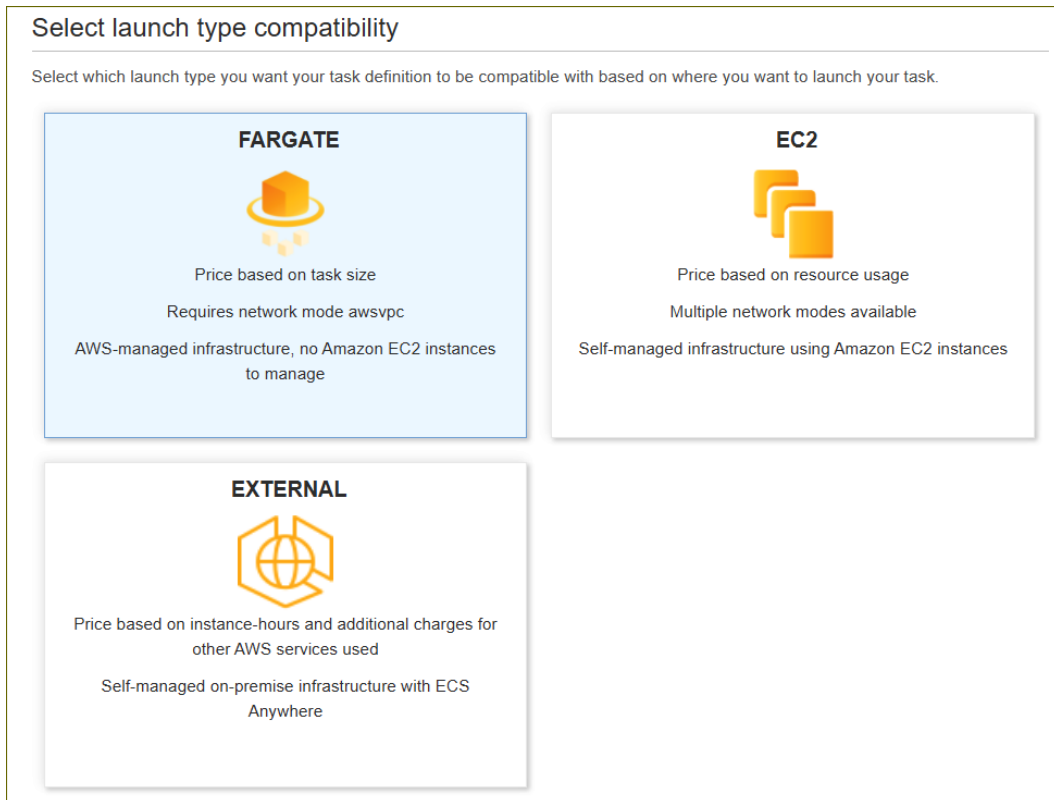 Select launch type compatibility
Select which launch type you want your task definition to be compatible with based on where you want to launch your task.
FARGATE
Price based on task size
Requires network mode awsvpc
AWS-managed infrastructure, no Amazon EC2 instances
to manage
EC2
Price based on resource usage
Multiple network modes available
Self-managed infrastructure using Amazon EC2 instances
EXTERNAL
Price based on instance-hours and additional charges for
other AWS services used
Self-managed on-premise infrastructure with ECS
Anywhere